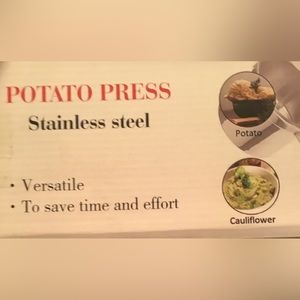 POTATO PRESS
Stainless steel
Potato
• Versatile
• To save time and effort
Cauliflower